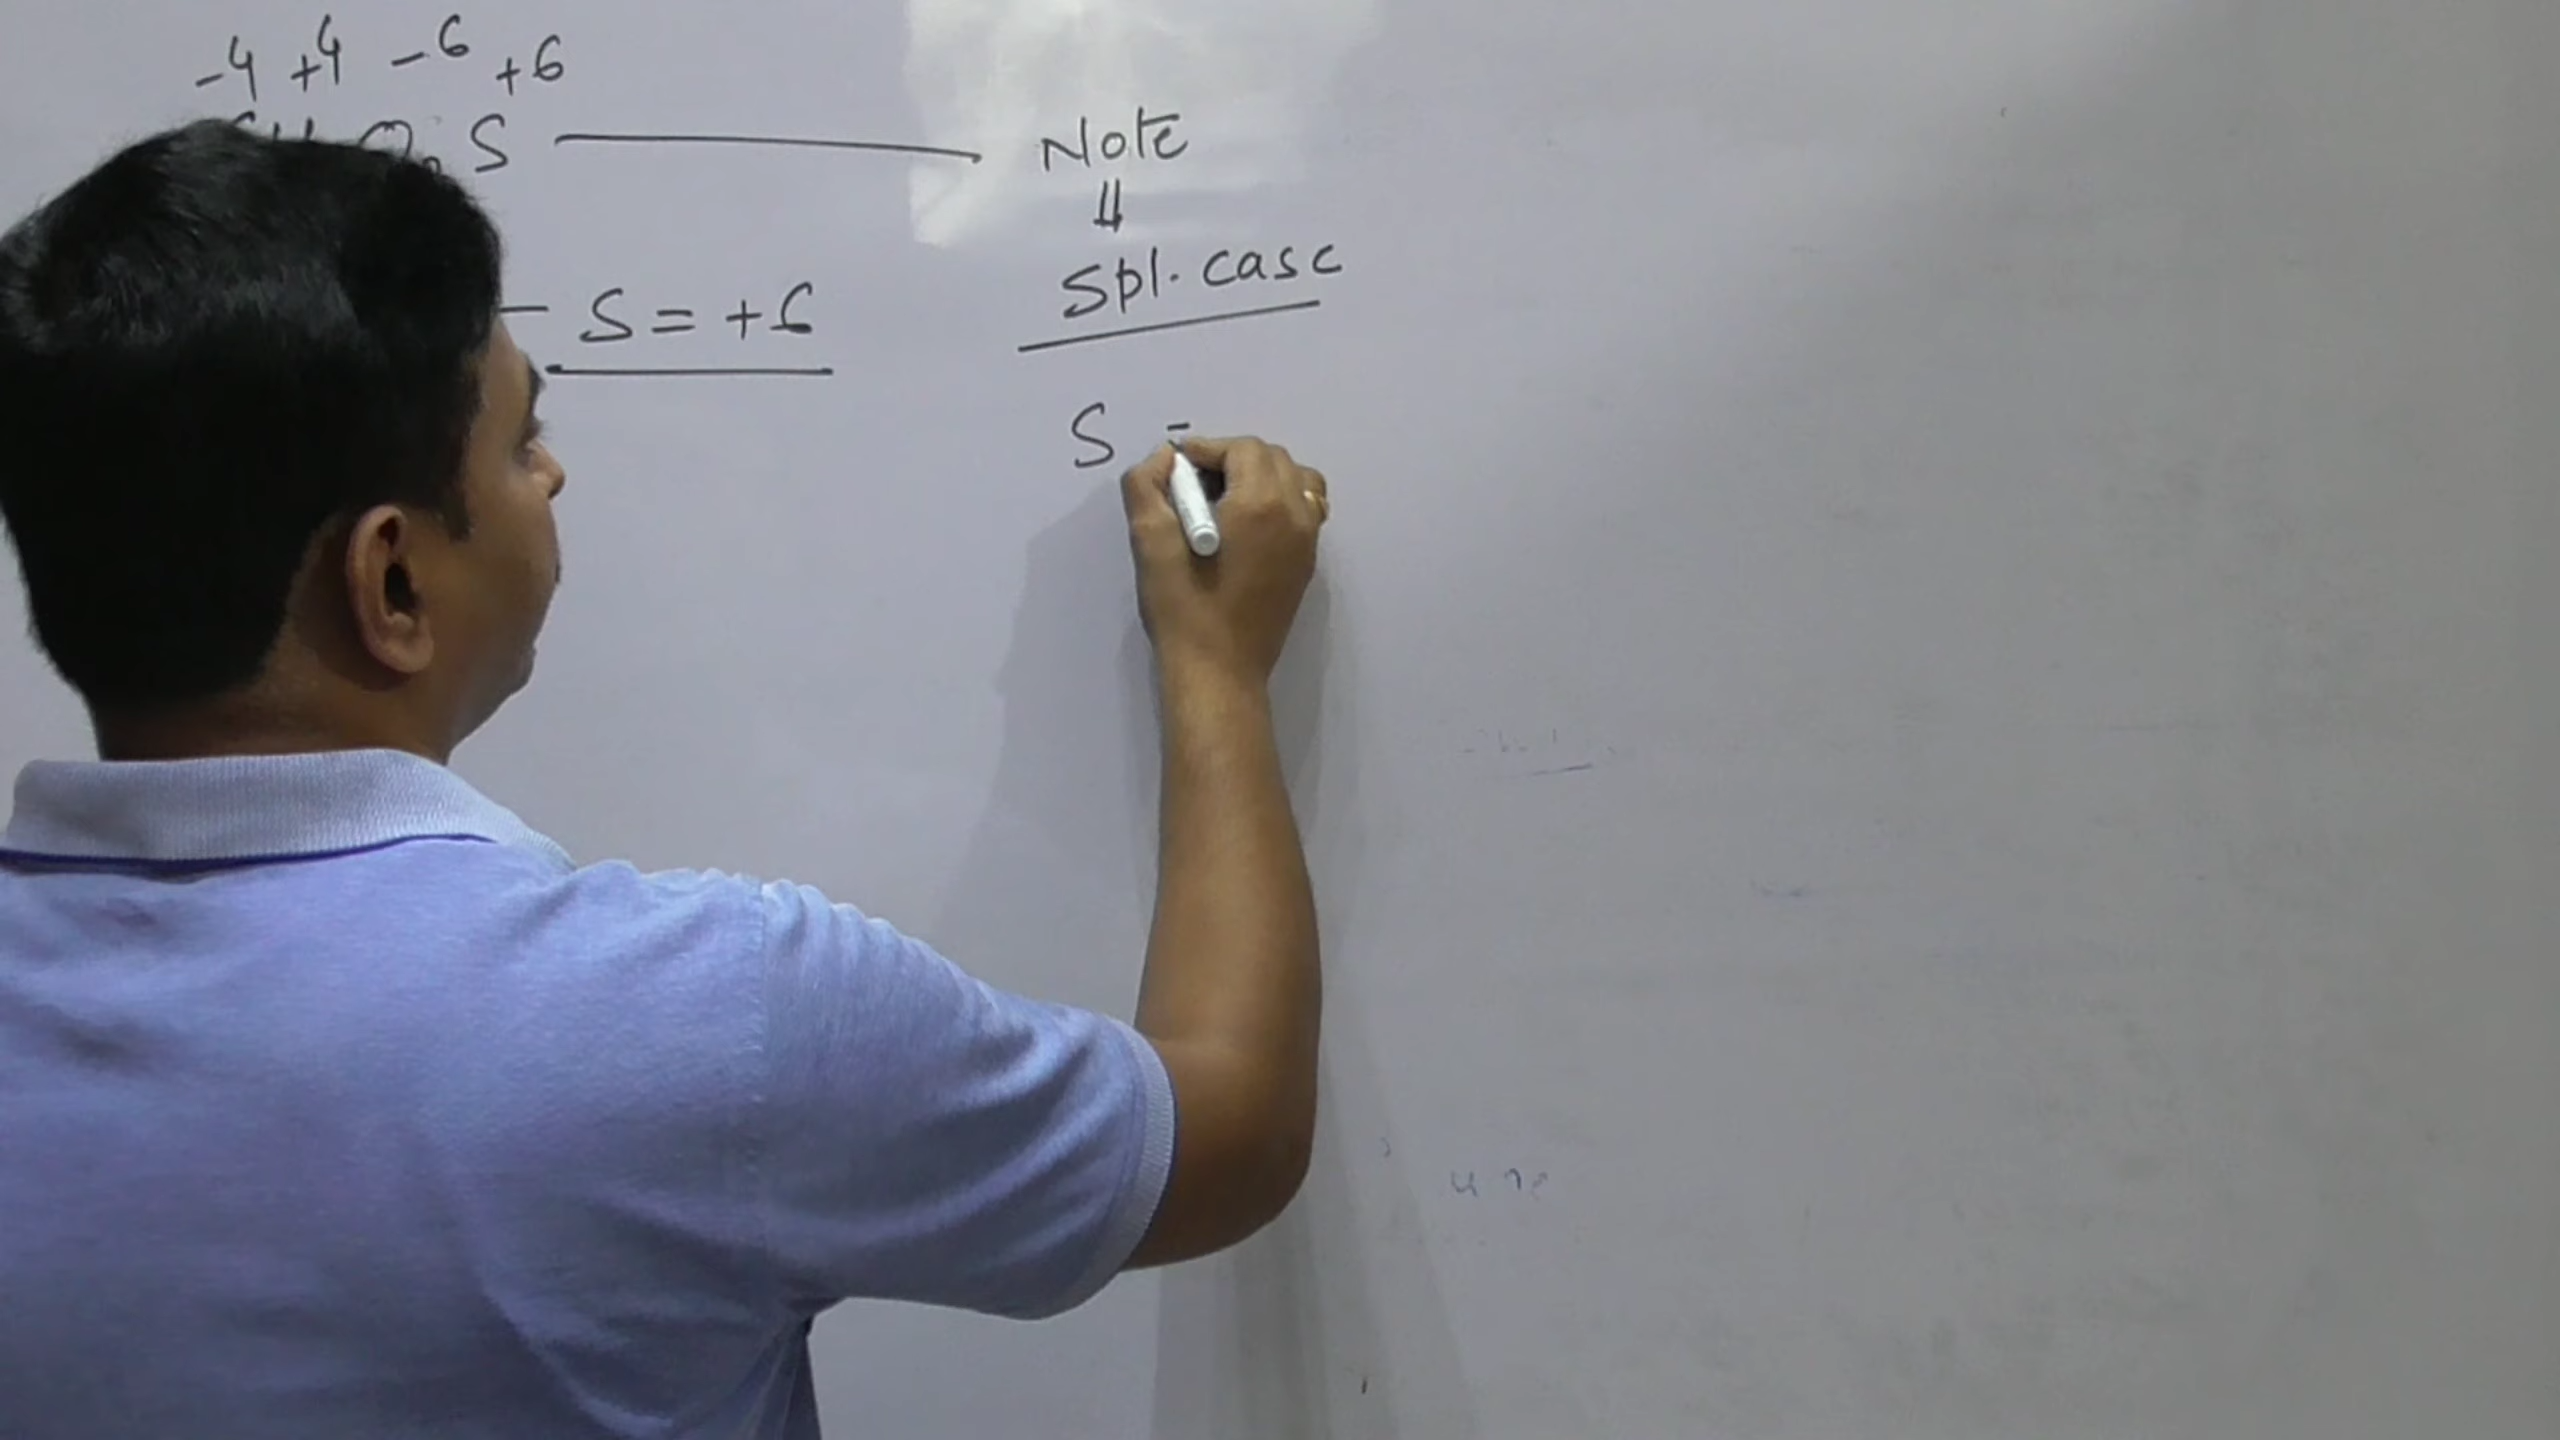 -4 +4 -6 +6
S — Note
Spl. case
— S = +6
S =